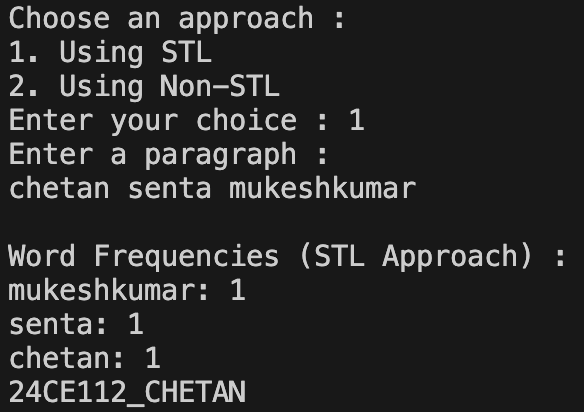 Choose an approach :
1. Using STL
2. Using Non-STL
Enter your choice : 1
Enter a paragraph :
chetan senta mukeshkumar

Word Frequencies (STL Approach) :
mukeshkumar: 1
senta: 1
chetan: 1
24CE112_CHETAN